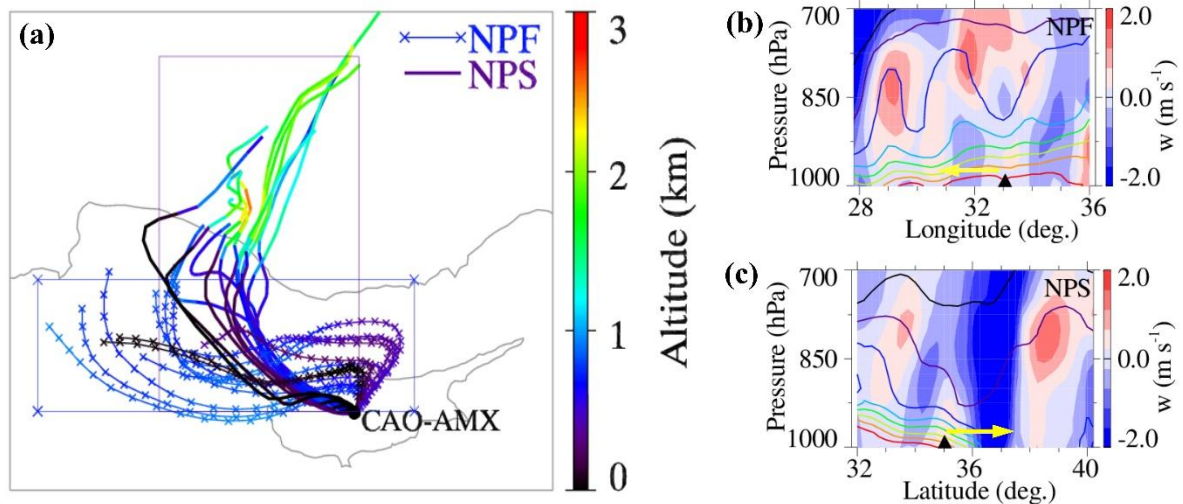 (a)
NPF
NPS
CAO-AMX
3
2
1
0
Altitude (km)
(b)
NPF
700
850
1000
Pressure (hPa)
28 30 33 36
Longitude (deg.)
2.0
0.0
-2.0
w (m s⁻¹)
(c)
NPS
700
850
1000
Pressure (hPa)
32 36 40
Latitude (deg.)
2.0
0.0
-2.0
w (m s⁻¹)